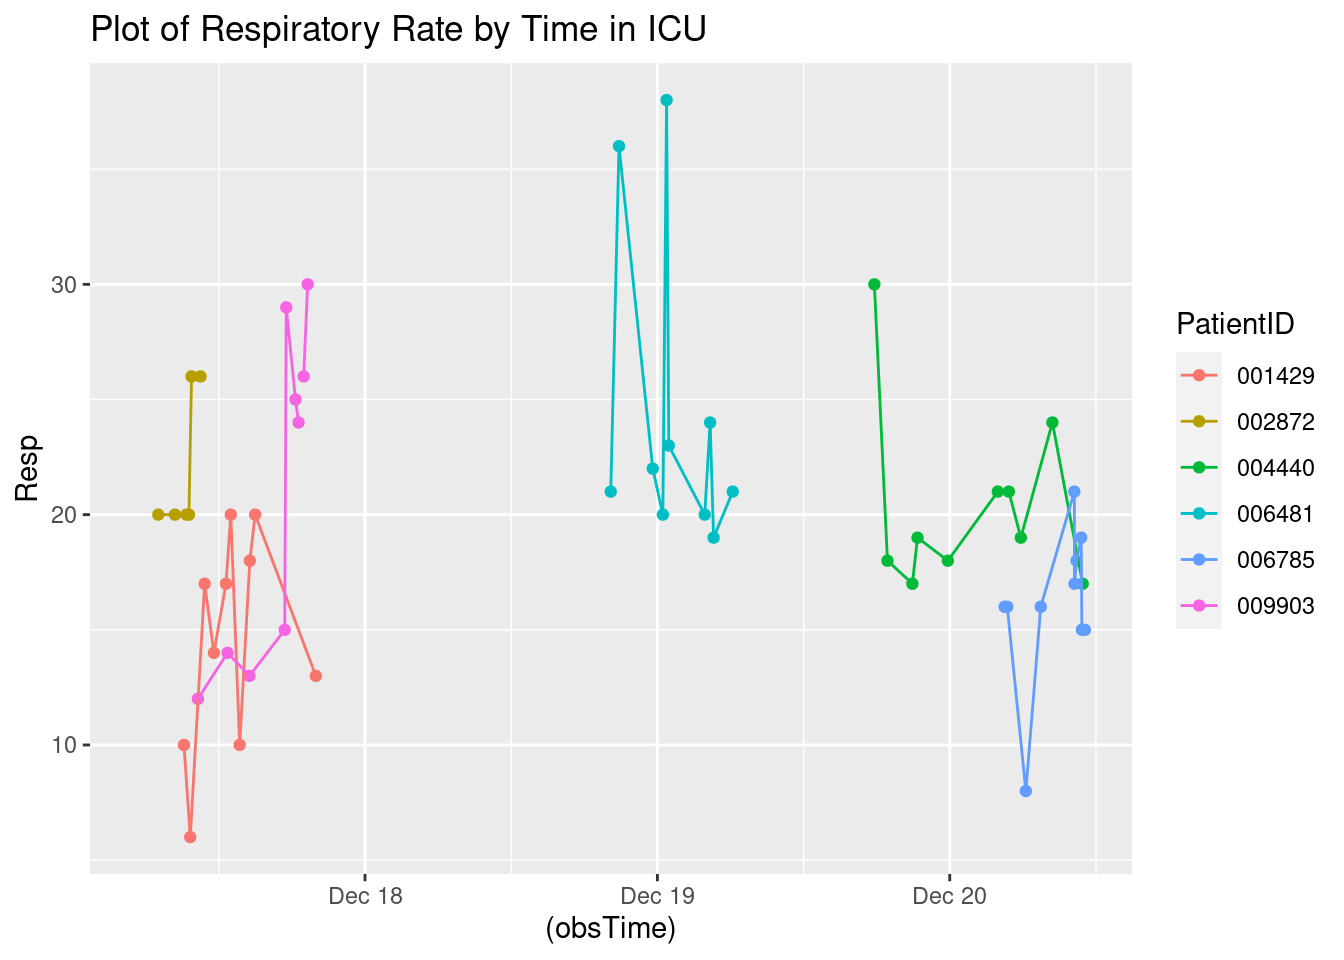 Plot of Respiratory Rate by Time in ICU
Resp
30
20
10
Dec 18
Dec 19
Dec 20
(obsTime)
PatientID
001429
002872
004440
006481
006785
009903